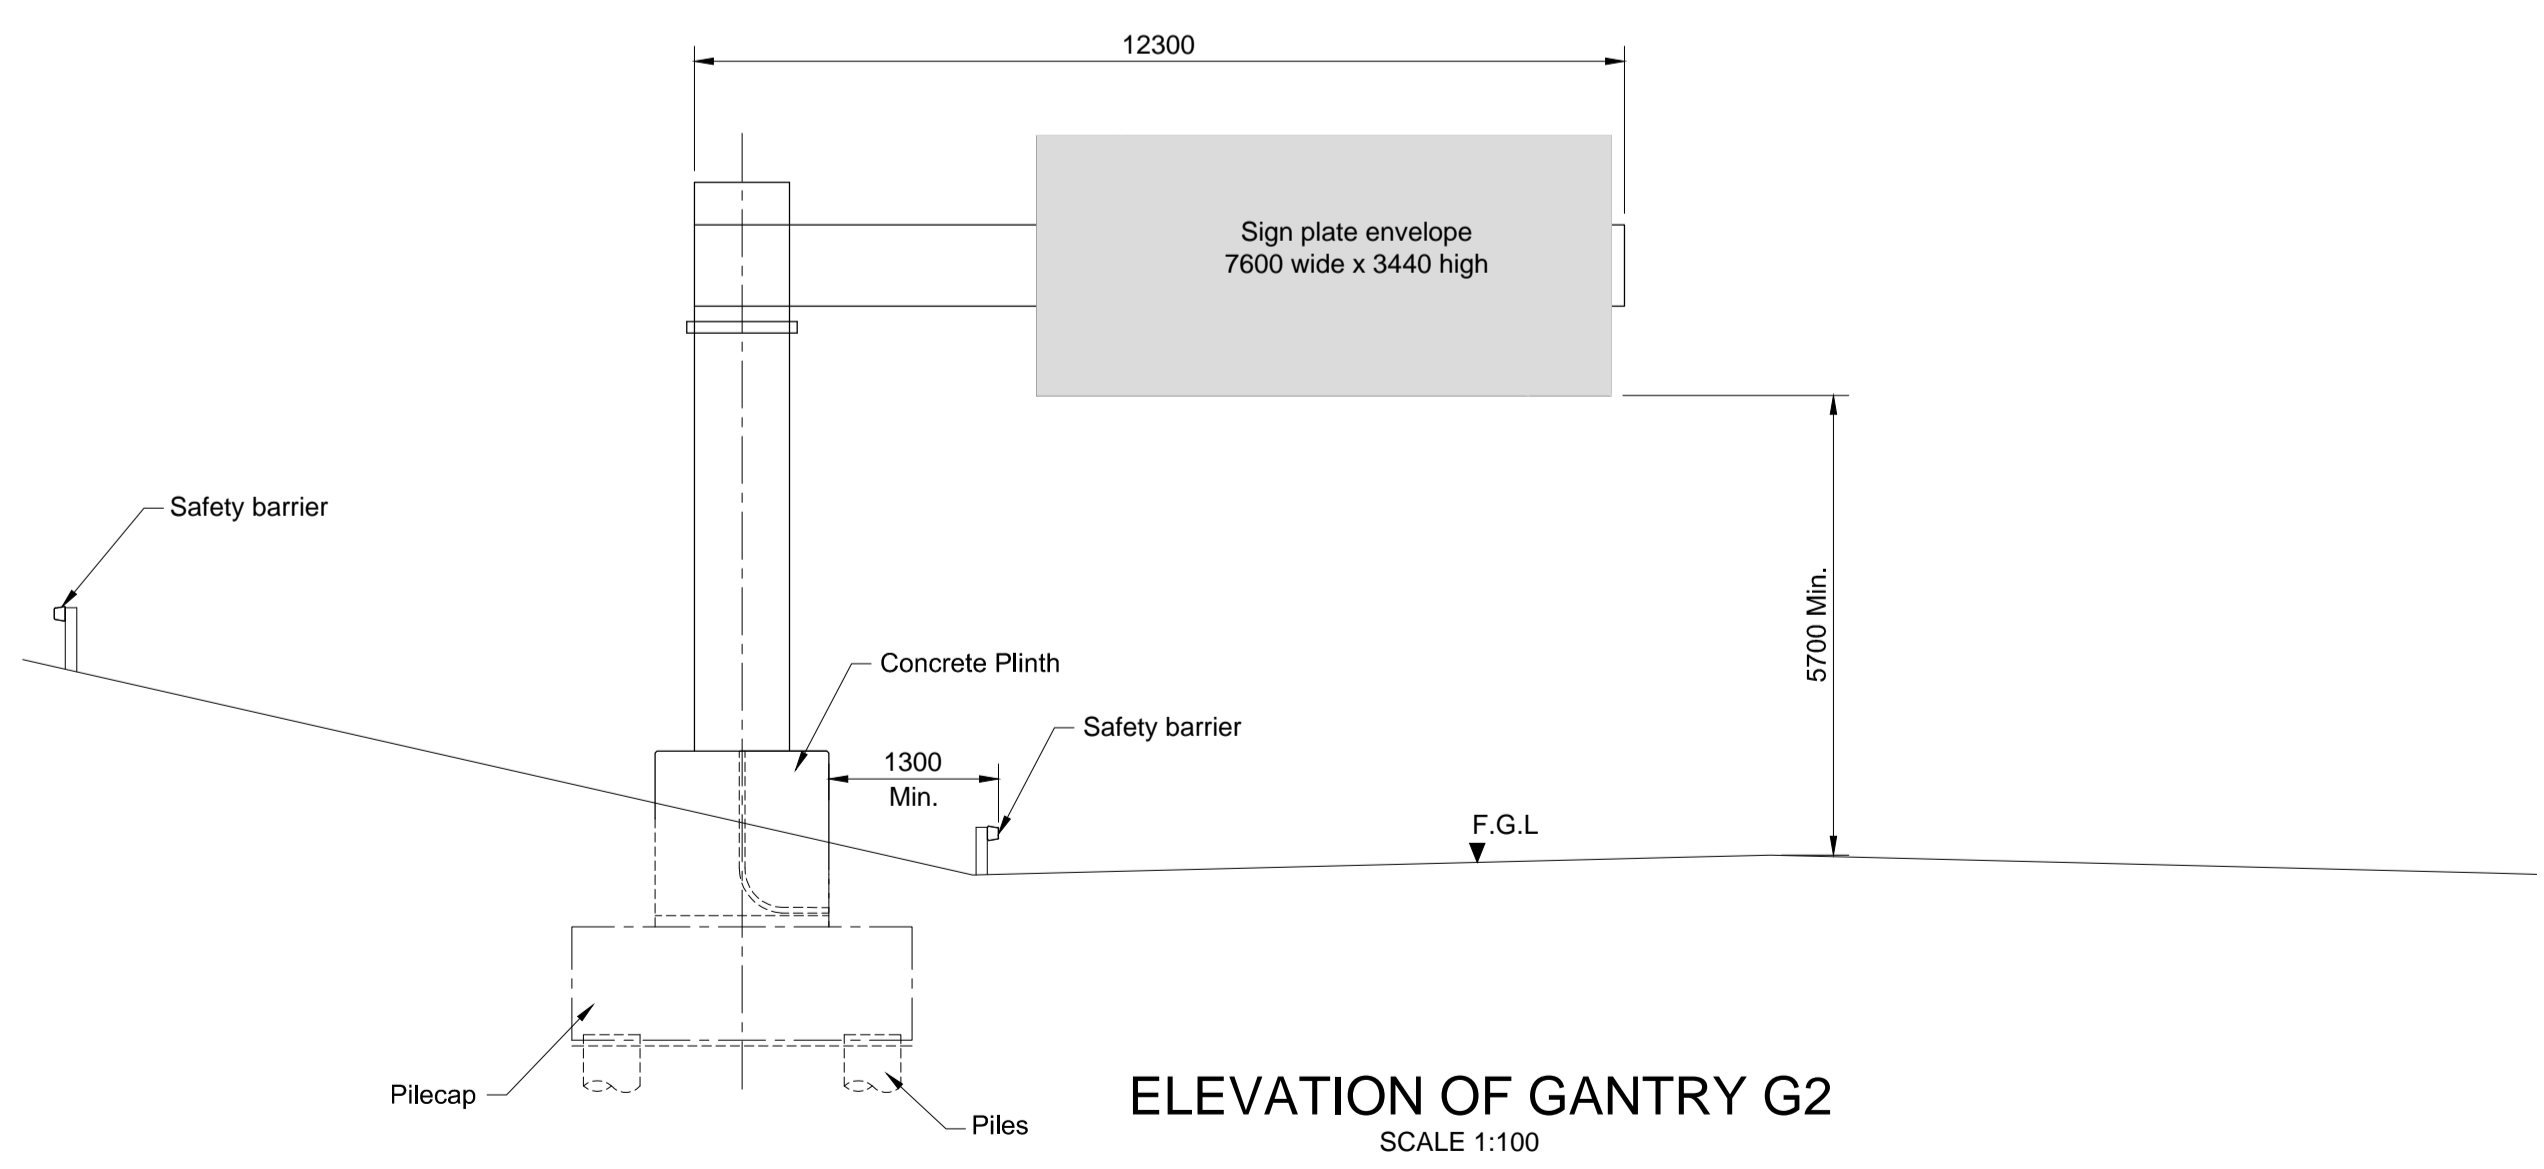 12300
Sign plate envelope
7600 wide x 3440 high
Safety barrier
5700 Min.
Concrete Plinth
Safety barrier
1300
Min.
F.G.L
Pilecap
Piles
ELEVATION OF GANTRY G2
SCALE 1:100